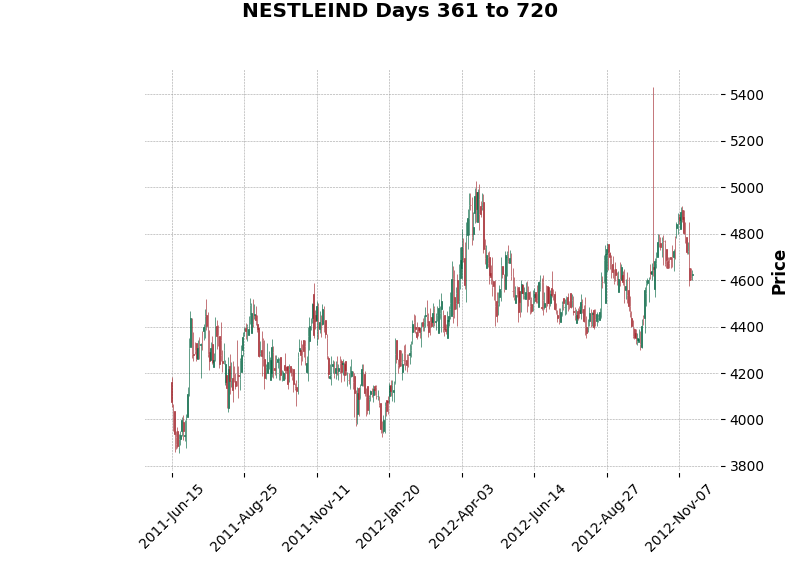 NESTLEIND Days 361 to 720
5400
5200
5000
4800
4600
4400
4200
4000
3800
Price
2011-Jun-15
2011-Aug-25
2011-Nov-11
2012-Jan-20
2012-Apr-03
2012-Jun-14
2012-Aug-27
2012-Nov-07